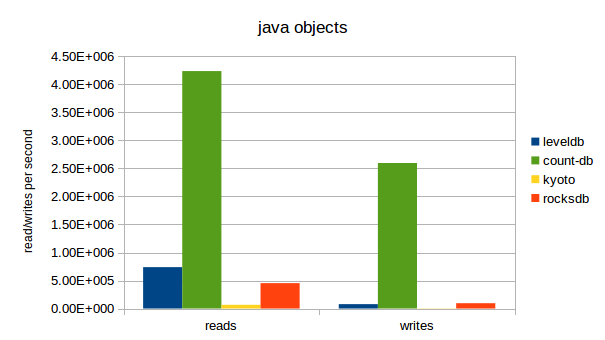 java objects
read/writes per second
4.50E+006
4.00E+006
3.50E+006
3.00E+006
2.50E+006
2.00E+006
1.50E+006
1.00E+006
5.00E+005
0.00E+000
reads
writes
leveldb
count-db
kyoto
rocksdb